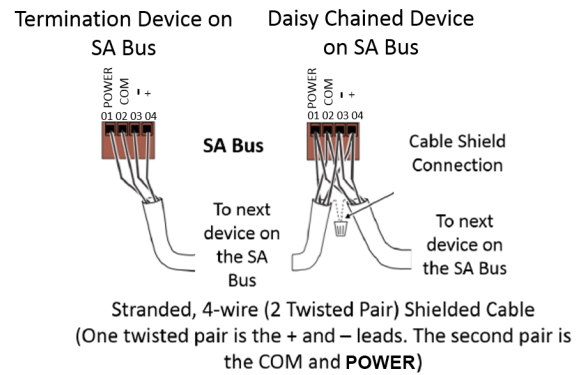 Termination Device on
SA Bus
Daisy Chained Device
on SA Bus
POWER
COM
–
+
01 02 03 04
POWER
COM
–
+
01 02 03 04
SA Bus
Cable Shield
Connection
To next
device on
the SA
Bus
To next
device on
the SA Bus
Stranded, 4-wire (2 Twisted Pair) Shielded Cable
(One twisted pair is the + and – leads. The second pair is
the COM and POWER)